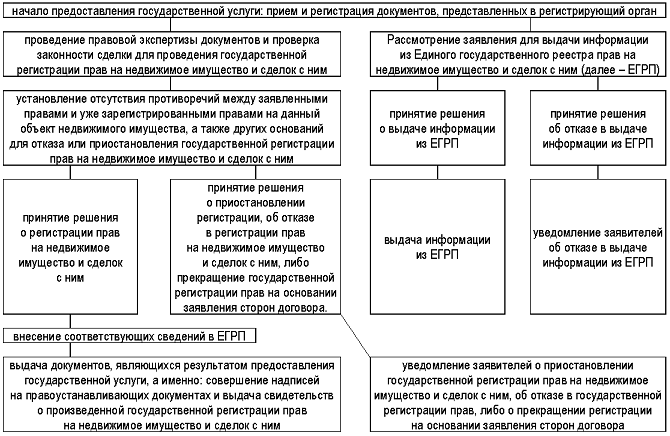 начало предоставления государственной услуги: прием и регистрация документов, представленных в регистрирующий орган
проведение правовой экспертизы документов и проверка
законности сделки для проведения государственной
регистрации прав на недвижимое имущество и сделок с ним
Рассмотрение заявления для выдачи информации
из Единого государственного реестра прав на
недвижимое имущество и сделок с ним (далее – ЕГРП)
установление отсутствия противоречий между заявленными
правами и уже зарегистрированными правами на данный
объект недвижимого имущества, а также других оснований
для отказа или приостановления государственной регистрации
прав на недвижимое имущество и сделок с ним
принятие решения
о выдаче информации
из ЕГРП
принятие решения
об отказе в выдаче
информации из ЕГРП
принятие решения
о регистрации прав
на недвижимое
имущество и сделок
с ним
принятие решения
о приостановлении
регистрации, об отказе
в регистрации прав
на недвижимое имущество
и сделок с ним, либо
прекращение государственной
регистрации прав на основании
заявления сторон договора.
выдача информации
из ЕГРП
уведомление заявителей
об отказе в выдаче
информации из ЕГРП
внесение соответствующих сведений в ЕГРП
выдача документов, являющихся результатом предоставления
государственной услуги, а именно: совершение надписей
на правоустанавливающих документах и выдача свидетельств
о произведенной государственной регистрации прав
на недвижимое имущество и сделок с ним
уведомление заявителей о приостановлении
государственной регистрации прав на недвижимое
имущество и сделок с ним, об отказе в государственной
регистрации прав, либо о прекращении регистрации
на основании заявления сторон договора